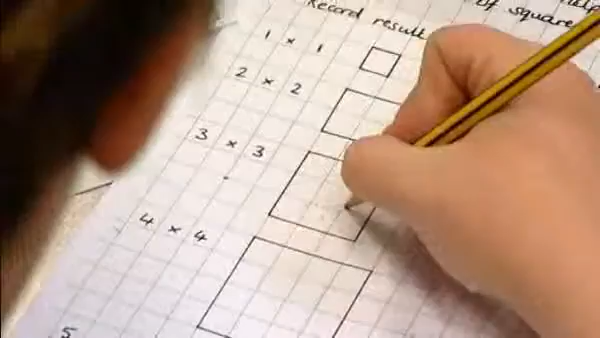 Record result
of square
1 × 1
2 × 2
3 × 3
4 × 4
5